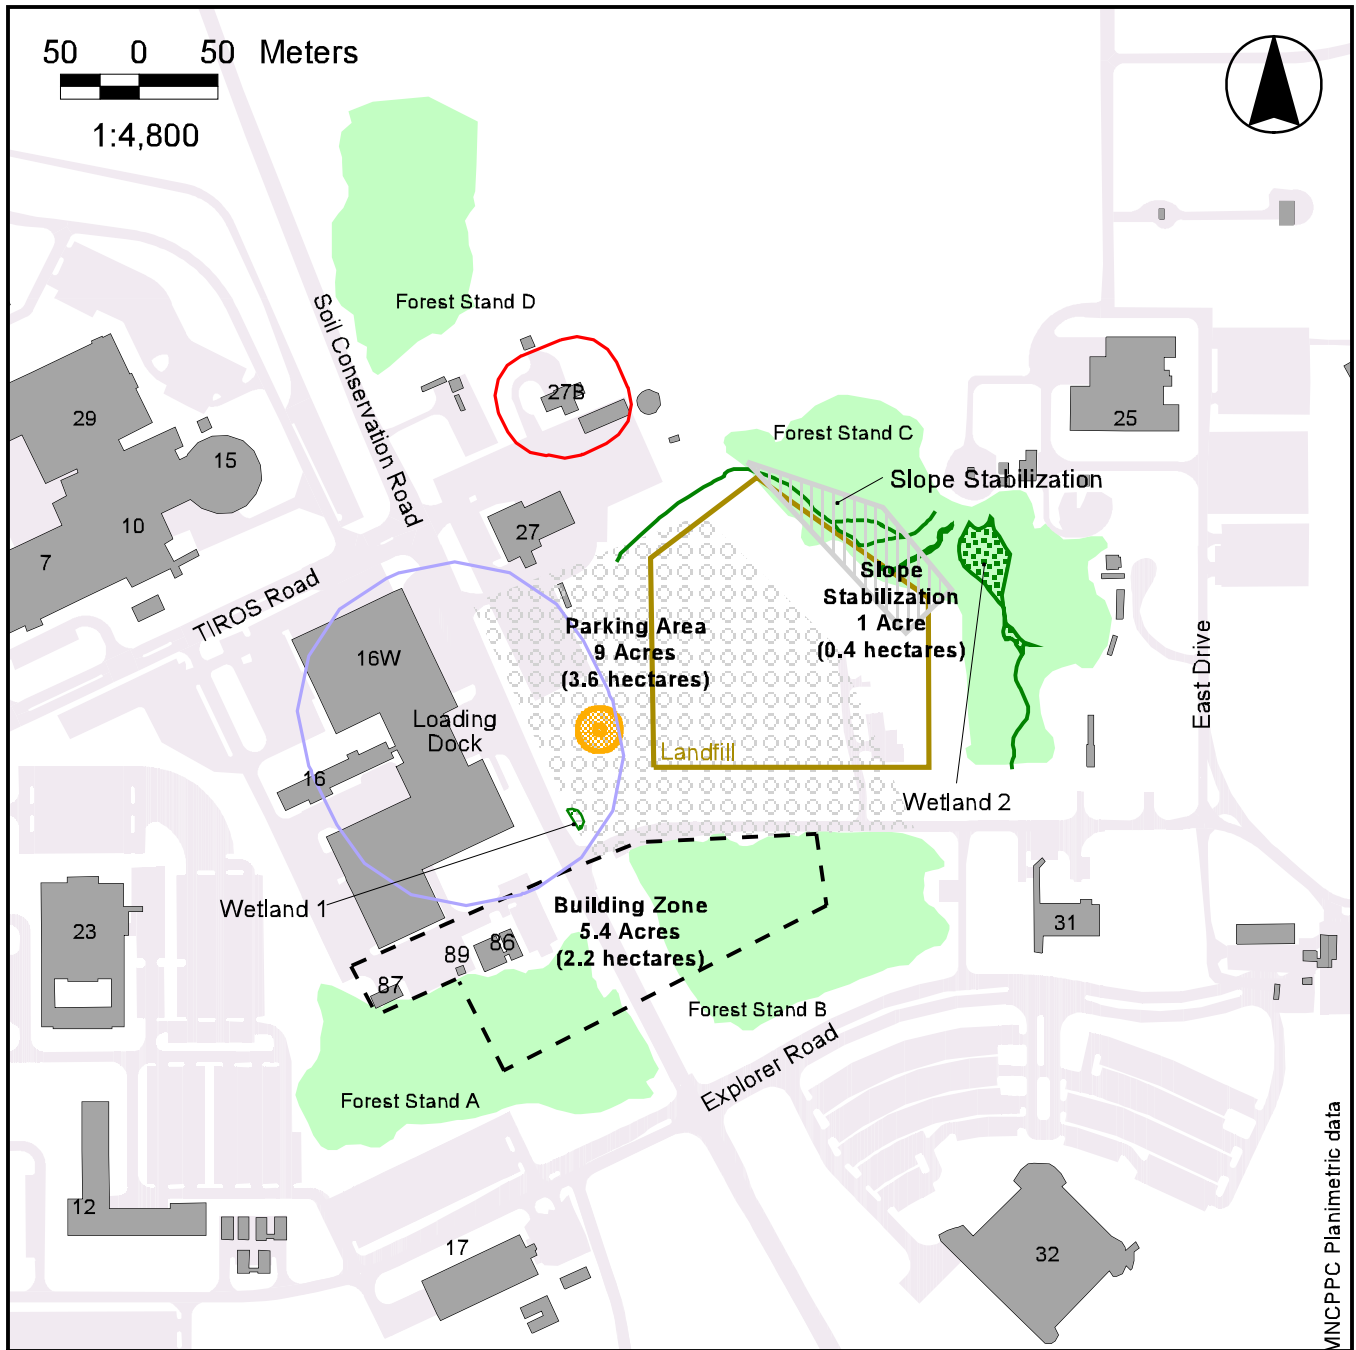 50 0 50 Meters
1:4,800
Forest Stand D
Soil Conservation Road
27B
29
15
10
7
27
25
Forest Stand C
Slope Stabilization
TIROS Road
Slope
Stabilization
1 Acre
(0.4 hectares)
Parking Area
9 Acres
(3.6 hectares)
16W
Loading
Dock
16
Landfill
East Drive
Wetland 2
Wetland 1
Building Zone
5.4 Acres
(2.2 hectares)
23
89
86
87
31
Forest Stand B
Explorer Road
Forest Stand A
12
17
32
MNCPPC Planimetric data